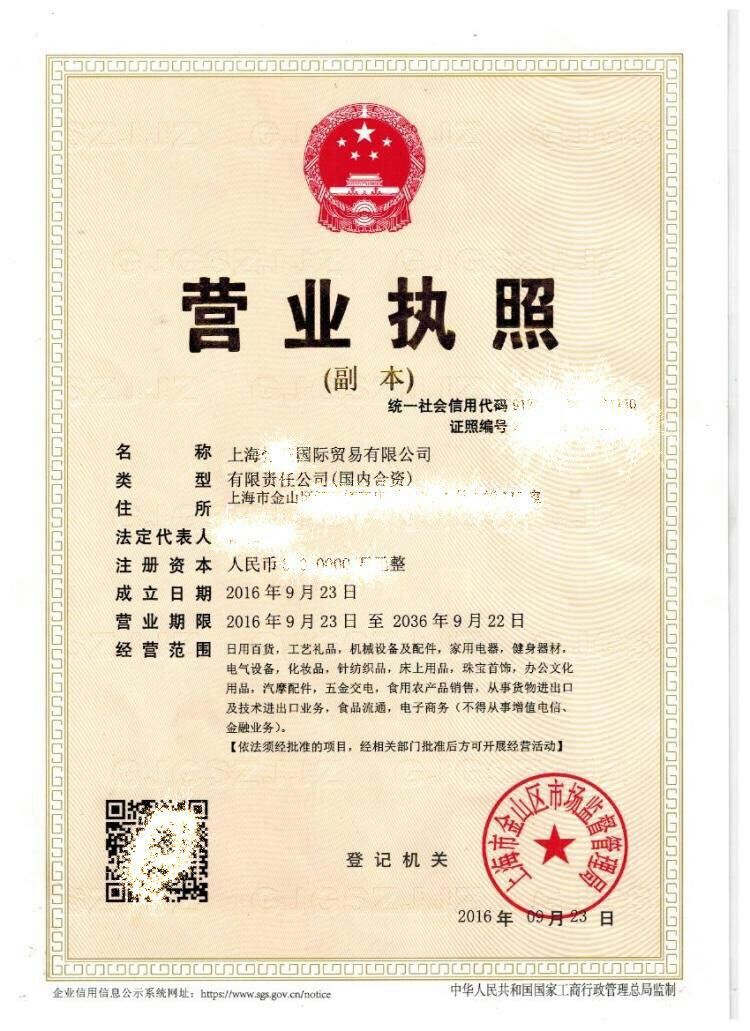 营业执照
(副 本)
统一社会信用代码 91
证照编号
名 称 上海 国际贸易有限公司
类 型 有限责任公司(国内合资)
住 所 上海市金山
法定代表人
注册资本 人民币 整
成立日期 2016年9月23日
营业期限 2016年9月23日 至 2036年9月22日
经营范围 日用百货，工艺礼品，机械设备及配件，家用电器，健身器材，
电气设备，化妆品，针纺织品，床上用品，珠宝首饰，办公文化
用品，汽摩配件，五金交电，食用农产品销售，从事货物进出口
及技术进出口业务，食品流通，电子商务（不得从事增值电信、
金融业务）。
【依法须经批准的项目，经相关部门批准后方可开展经营活动】
上海市金山区市场监督管理局
登记机关
2016年 09月23日
企业信用信息公示系统网址：https://www.sgs.gov.cn/notice
中华人民共和国国家工商行政管理总局监制